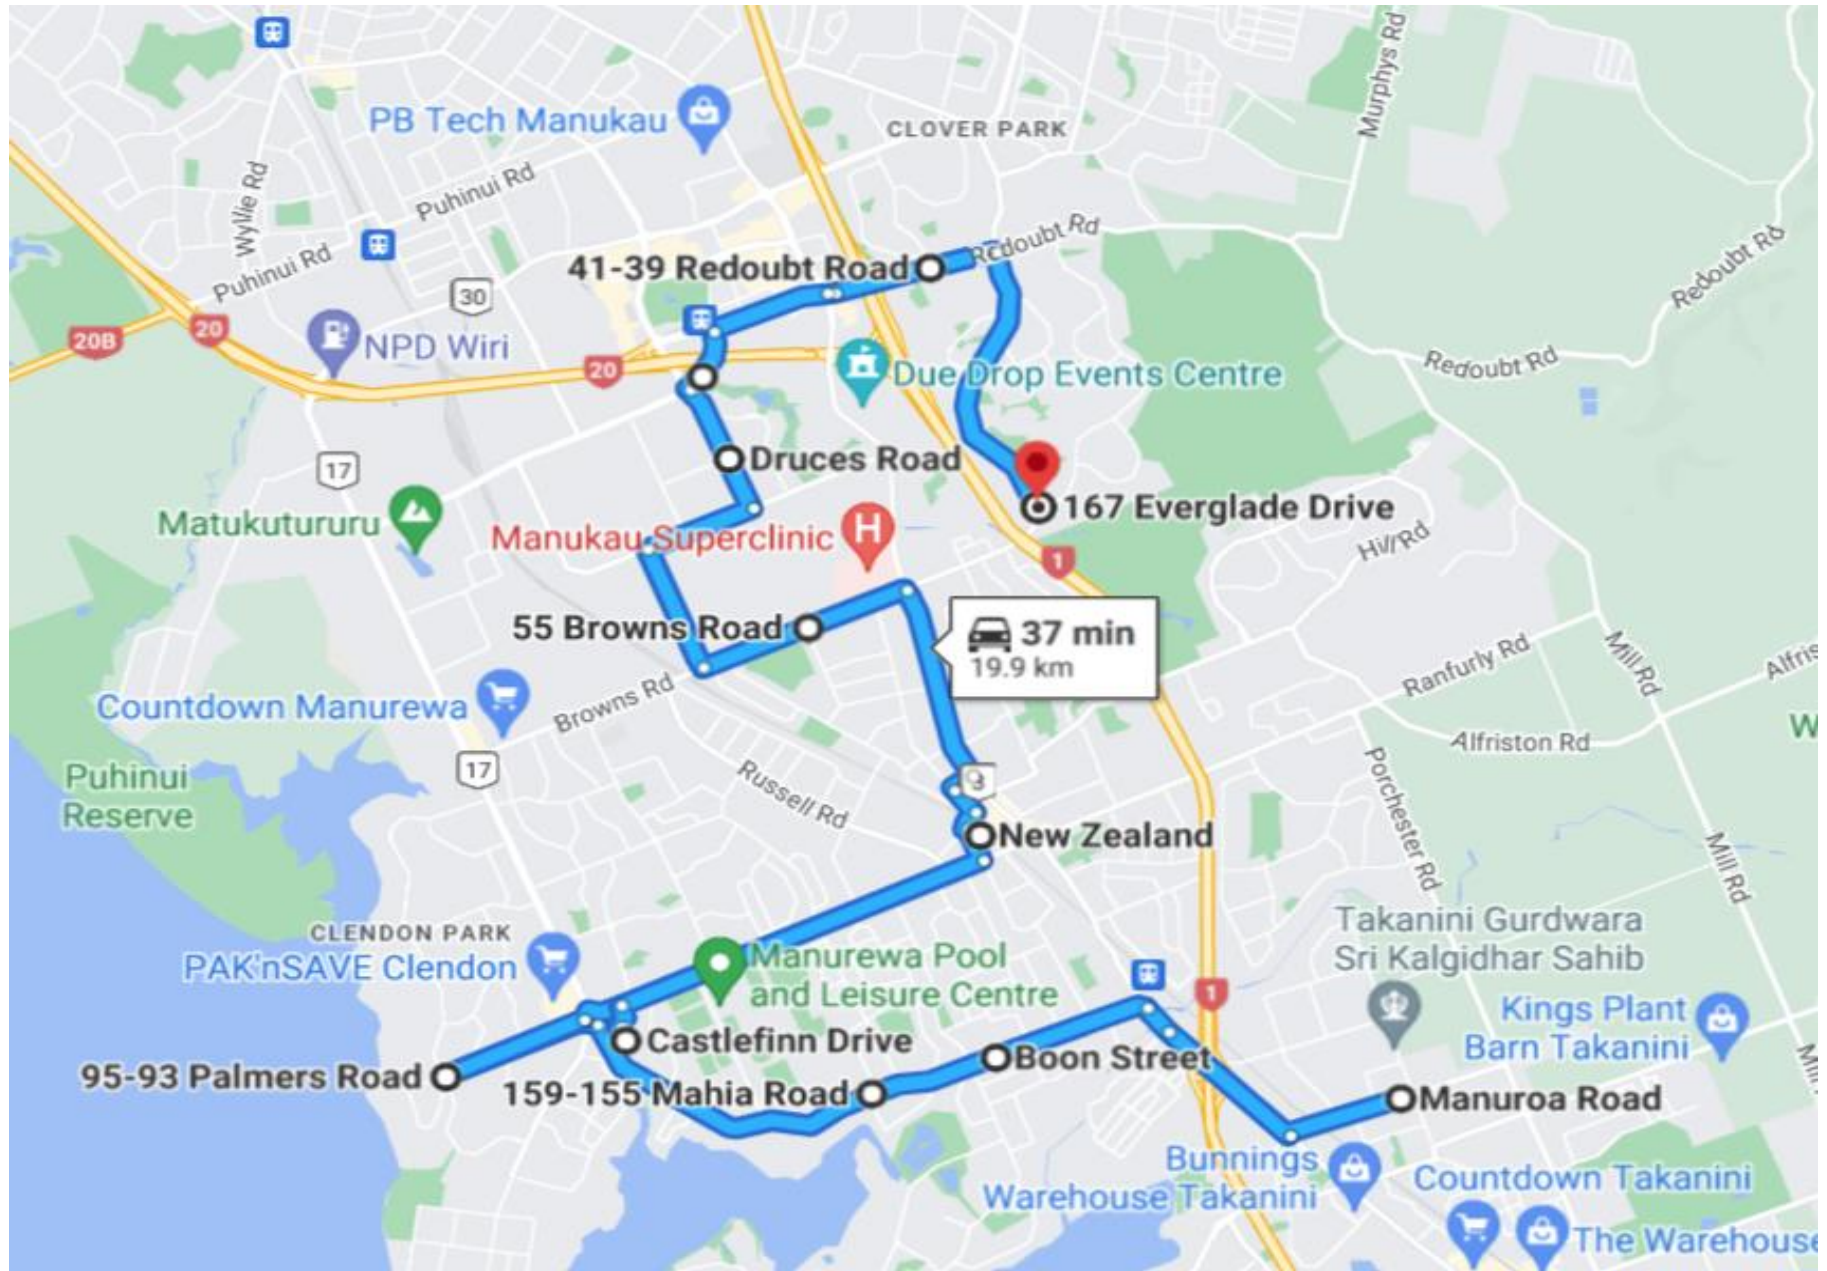 PB Tech Manukau
CLOVER PARK
Murphys Rd
Wyllie Rd
Puhinui Rd
Puhinui Rd
41-39 Redoubt Road
Redoubt Rd
Redoubt Rd
30
20B
20
NPD Wiri
20
Due Drop Events Centre
Redoubt Rd
17
Druces Road
Matukutururu
Manukau Superclinic
H
167 Everglade Drive
Hill Rd
1
55 Browns Road
37 min
19.9 km
Ranfurly Rd
Mill Rd
Alfris
Countdown Manurewa
Browns Rd
Alfriston Rd
W
17
Puhinui
Reserve
Russell Rd
3
Porchester Rd
New Zealand
Mill Rd
CLENDON PARK
PAK'nSAVE Clendon
Manurewa Pool
and Leisure Centre
Takanini Gurdwara
Sri Kalgidhar Sahib
1
Kings Plant
Barn Takanini
Castlefinn Drive
Boon Street
Mil
95-93 Palmers Road
159-155 Mahia Road
Manuroa Road
Bunnings
Warehouse Takanini
Countdown Takanini
The Warehouse